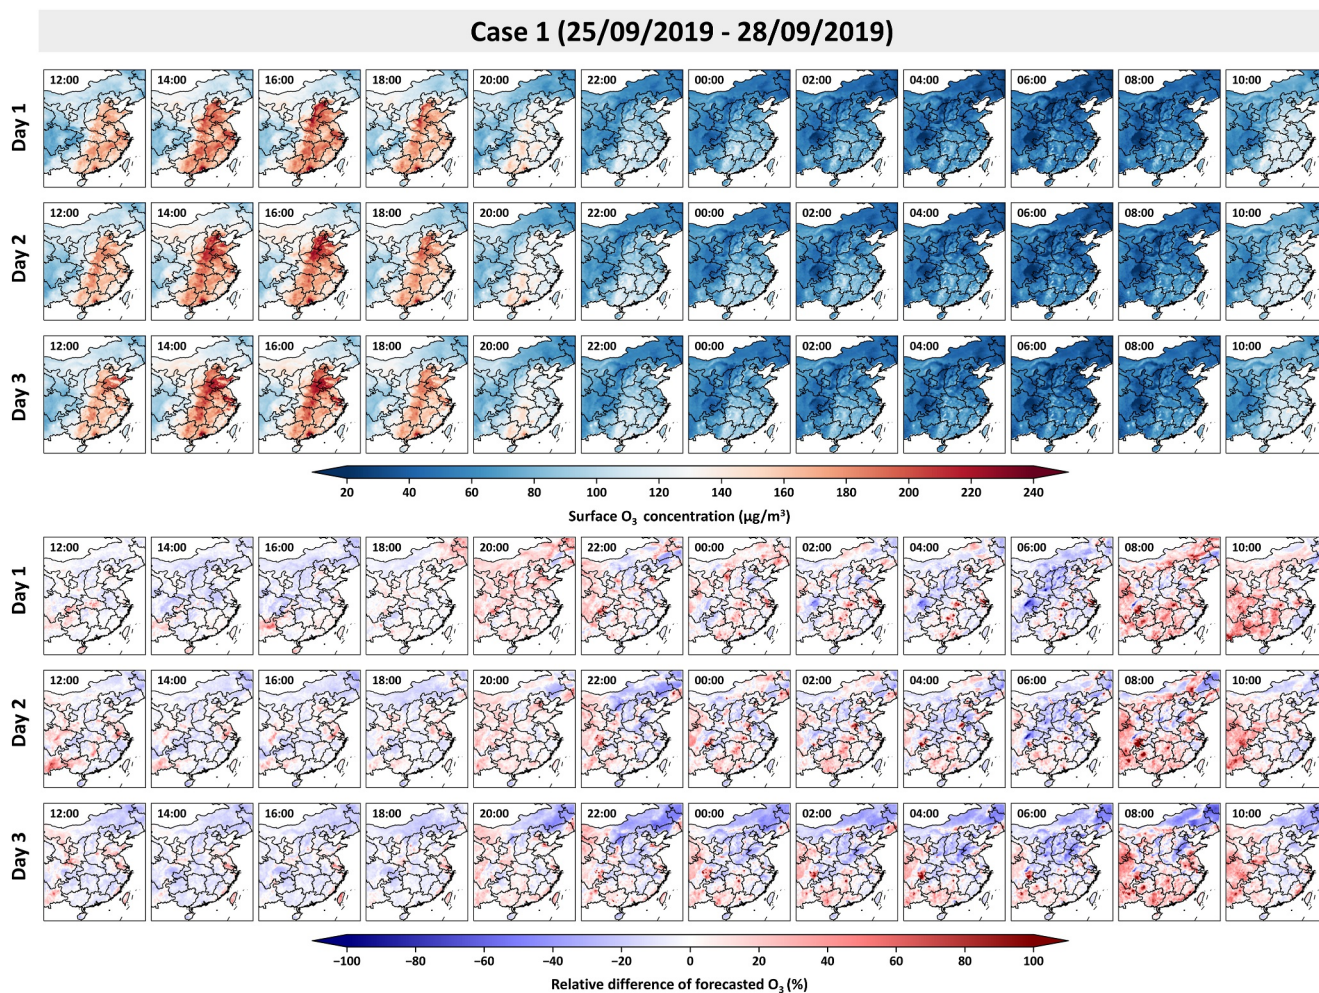 Case 1 (25/09/2019 - 28/09/2019)
Day 1
12:00 14:00 16:00 18:00 20:00 22:00 00:00 02:00 04:00 06:00 08:00 10:00
Day 2
12:00 14:00 16:00 18:00 20:00 22:00 00:00 02:00 04:00 06:00 08:00 10:00
Day 3
12:00 14:00 16:00 18:00 20:00 22:00 00:00 02:00 04:00 06:00 08:00 10:00
20 40 60 80 100 120 140 160 180 200 220 240
Surface O₃ concentration (μg/m³)
Day 1
12:00 14:00 16:00 18:00 20:00 22:00 00:00 02:00 04:00 06:00 08:00 10:00
Day 2
12:00 14:00 16:00 18:00 20:00 22:00 00:00 02:00 04:00 06:00 08:00 10:00
Day 3
12:00 14:00 16:00 18:00 20:00 22:00 00:00 02:00 04:00 06:00 08:00 10:00
−100 −80 −60 −40 −20 0 20 40 60 80 100
Relative difference of forecasted O₃ (%)